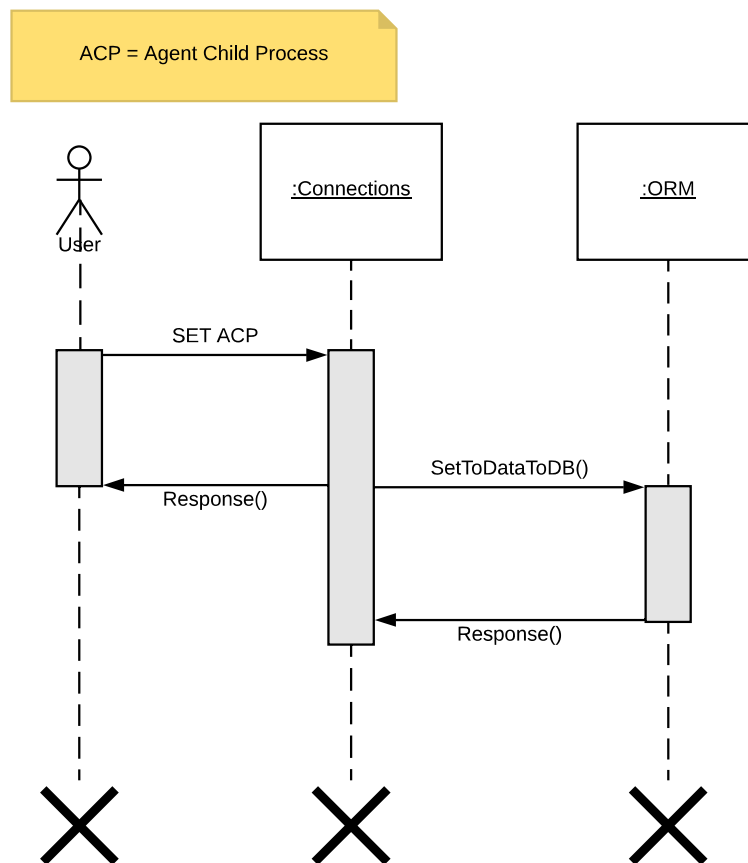 ACP = Agent Child Process
:Connections
:ORM
User
SET ACP
SetToDataToDB()
Response()
Response()